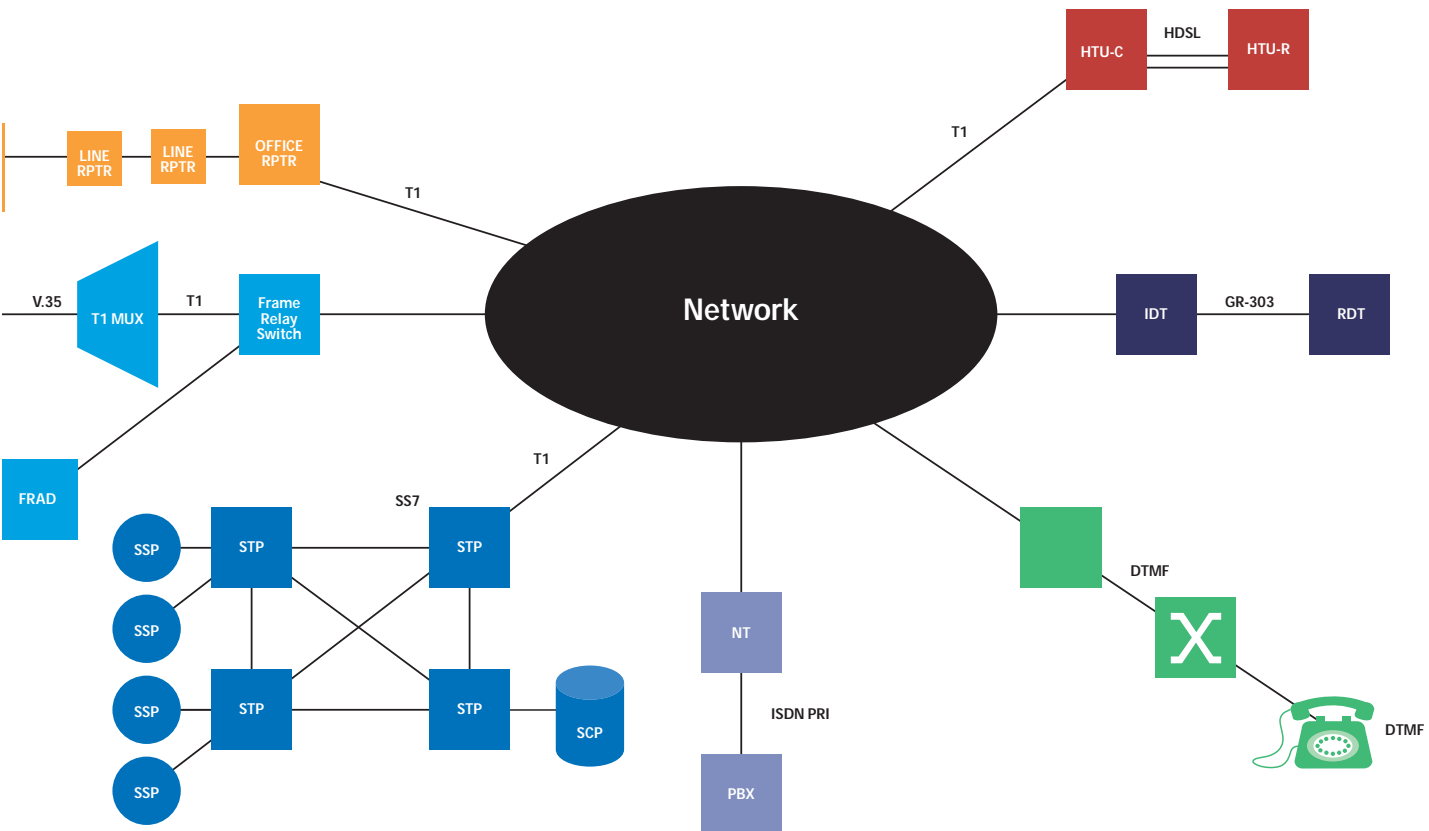 HDSL
HTU-C
HTU-R
T1
LINE
RPTR
LINE
RPTR
OFFICE
RPTR
T1
V.35
T1 MUX
T1
Frame
Relay
Switch
Network
IDT
GR-303
RDT
FRAD
T1
SS7
SSP
STP
STP
SSP
SSP
STP
STP
SCP
SSP
NT
ISDN PRI
PBX
DTMF
DTMF